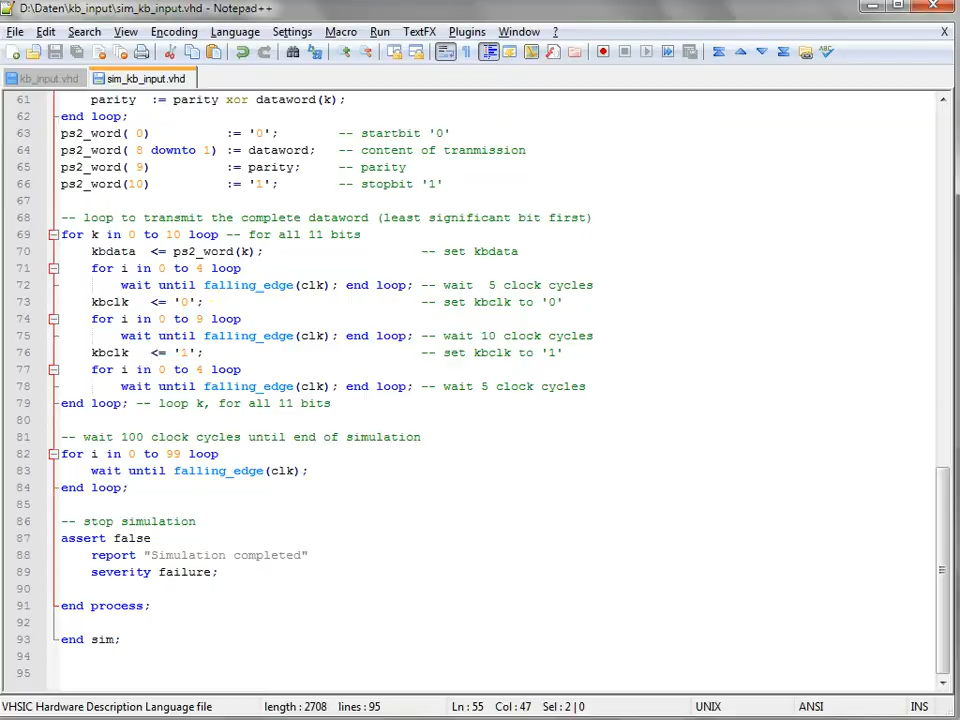 D:\Daten\kb_input\sim_kb_input.vhd - Notepad++
File Edit Search View Encoding Language Settings Macro Run TextFX Plugins Window ? X
kb_input.vhd sim_kb_input.vhd
61 parity := parity xor dataword(k);
62 end loop;
63 ps2_word( 0) := '0'; -- startbit '0'
64 ps2_word( 8 downto 1) := dataword; -- content of tranmission
65 ps2_word( 9) := parity; -- parity
66 ps2_word(10) := '1'; -- stopbit '1'
67
68 -- loop to transmit the complete dataword (least significant bit first)
69 for k in 0 to 10 loop -- for all 11 bits
70 kbdata <= ps2_word(k); -- set kbdata
71 for i in 0 to 4 loop
72 wait until falling_edge(clk); end loop; -- wait 5 clock cycles
73 kbclk <= '0'; -- set kbclk to '0'
74 for i in 0 to 9 loop
75 wait until falling_edge(clk); end loop; -- wait 10 clock cycles
76 kbclk <= '1'; -- set kbclk to '1'
77 for i in 0 to 4 loop
78 wait until falling_edge(clk); end loop; -- wait 5 clock cycles
79 end loop; -- loop k, for all 11 bits
80
81 -- wait 100 clock cycles until end of simulation
82 for i in 0 to 99 loop
83 wait until falling_edge(clk);
84 end loop;
85
86 -- stop simulation
87 assert false
88 report "Simulation completed"
89 severity failure;
90
91 end process;
92
93 end sim;
94
95
VHSIC Hardware Description Language file length : 2708 lines : 95 Ln : 55 Col : 47 Sel : 2 | 0 UNIX ANSI INS